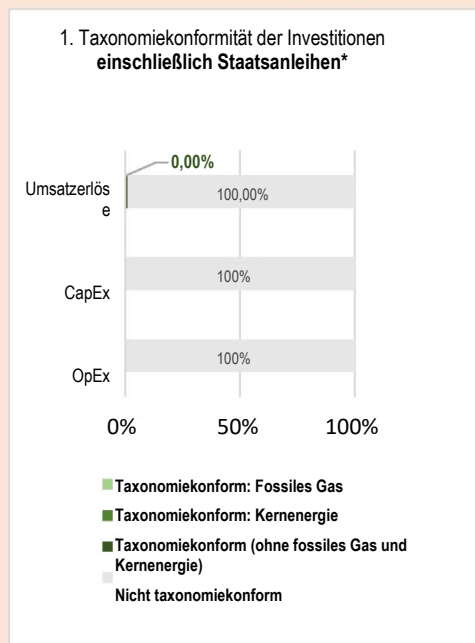 1. Taxonomiekonformität der Investitionen
einschließlich Staatsanleihen*
0,00%
Umsatzerlös
e
100,00%
CapEx
100%
OpEx
100%
0%
50%
100%
Taxonomiekonform: Fossiles Gas
Taxonomiekonform: Kernenergie
Taxonomiekonform (ohne fossiles Gas und
Kernenergie)
Nicht taxonomiekonform